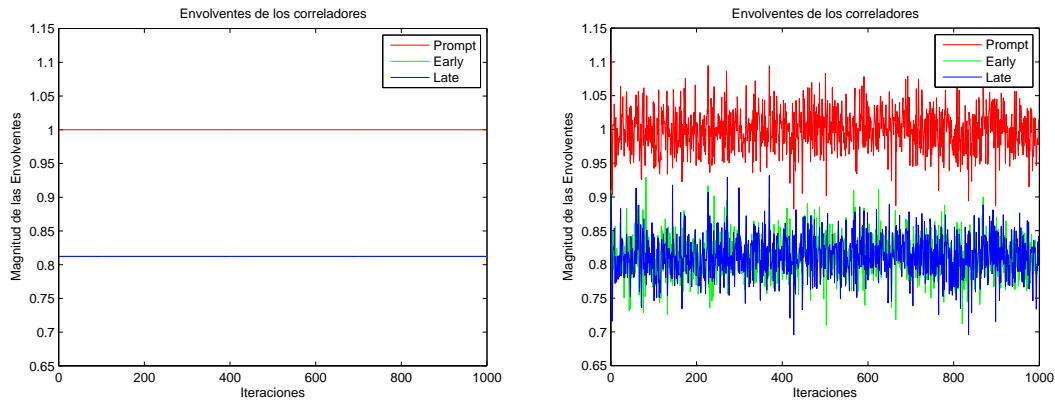 Envolventes de los correladores
1.15
1.1
1.05
1
0.95
0.9
0.85
0.8
0.75
0.7
0.65
Magnitud de las Envolventes
Prompt
Early
Late
0
200
400
600
800
1000
Iteraciones
Envolventes de los correladores
1.15
1.1
1.05
1
0.95
0.9
0.85
0.8
0.75
0.7
0.65
Magnitud de las Envolventes
Prompt
Early
Late
0
200
400
600
800
1000
Iteraciones